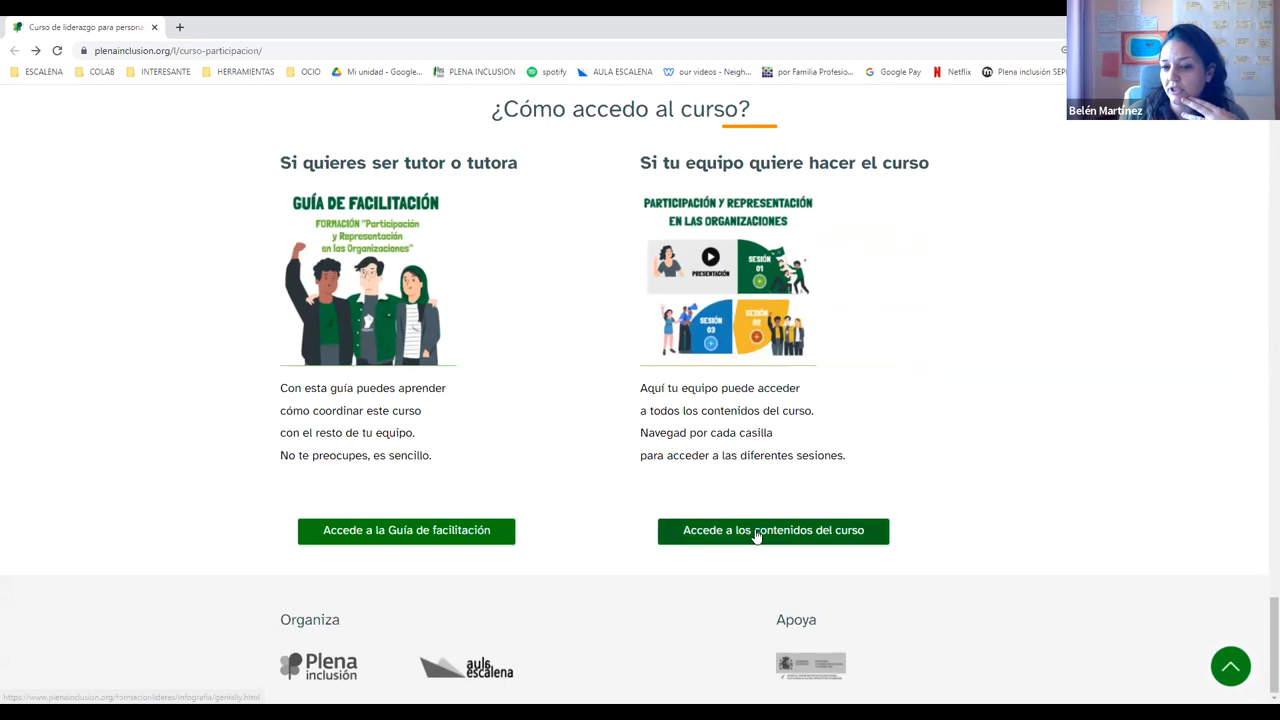 Curso de liderazgo para persona
plenainclusion.org/l/curso-participacion/
ESCALENA
COLAB
INTERESANTE
HERRAMIENTAS
OCIO
Mi unidad - Google...
PLENA INCLUSION
spotify
AULA ESCALENA
our videos - Neigh...
por Familia Profesio...
Google Pay
Netflix
Plena inclusión SEP
Belén Martínez
¿Cómo accedo al curso?
Si quieres ser tutor o tutora
GUÍA DE FACILITACIÓN
FORMACIÓN "Participación
y Representación
en las Organizaciones"
Con esta guía puedes aprender
cómo coordinar este curso
con el resto de tu equipo.
No te preocupes, es sencillo.
Accede a la Guía de facilitación
Si tu equipo quiere hacer el curso
PARTICIPACIÓN Y REPRESENTACIÓN
EN LAS ORGANIZACIONES
PRESENTACIÓN
SESIÓN
01
SESIÓN
03
SESIÓN
02
Aquí tu equipo puede acceder
a todos los contenidos del curso.
Navegad por cada casilla
para acceder a las diferentes sesiones.
Accede a los contenidos del curso
Organiza
Plena
inclusión
aula
escalena
Apoya
https://www.plenainclusion.org/formacionlideres/infografia/genially.html